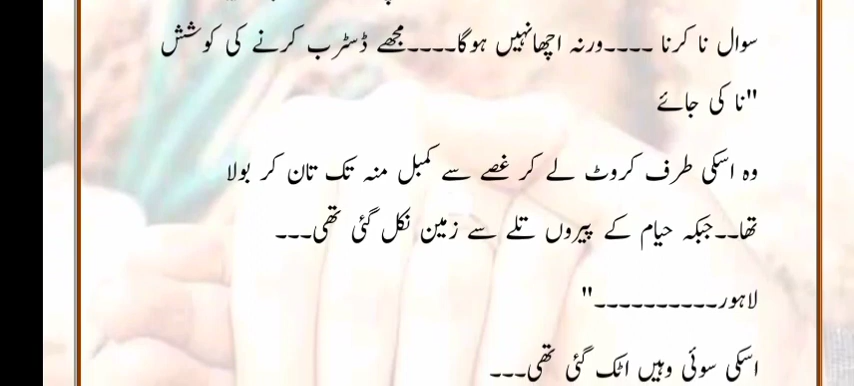 سوال نا کرنا ۔۔۔۔ورنہ اچھانہیں ہوگا۔۔۔۔مجھے ڈسٹرب کرنے کی کوشش
نا کی جائے"
وہ اسکی طرف کروٹ لے کر غصے سے کمبل منہ تک تان کر بولا
تھا۔۔جبکہ حیام کے پیروں تلے سے زمین نکل گئی تھی۔۔۔
لاہور۔۔۔۔۔۔۔۔۔۔"
اسکی سوئی وہیں اٹک گئی تھی۔۔۔